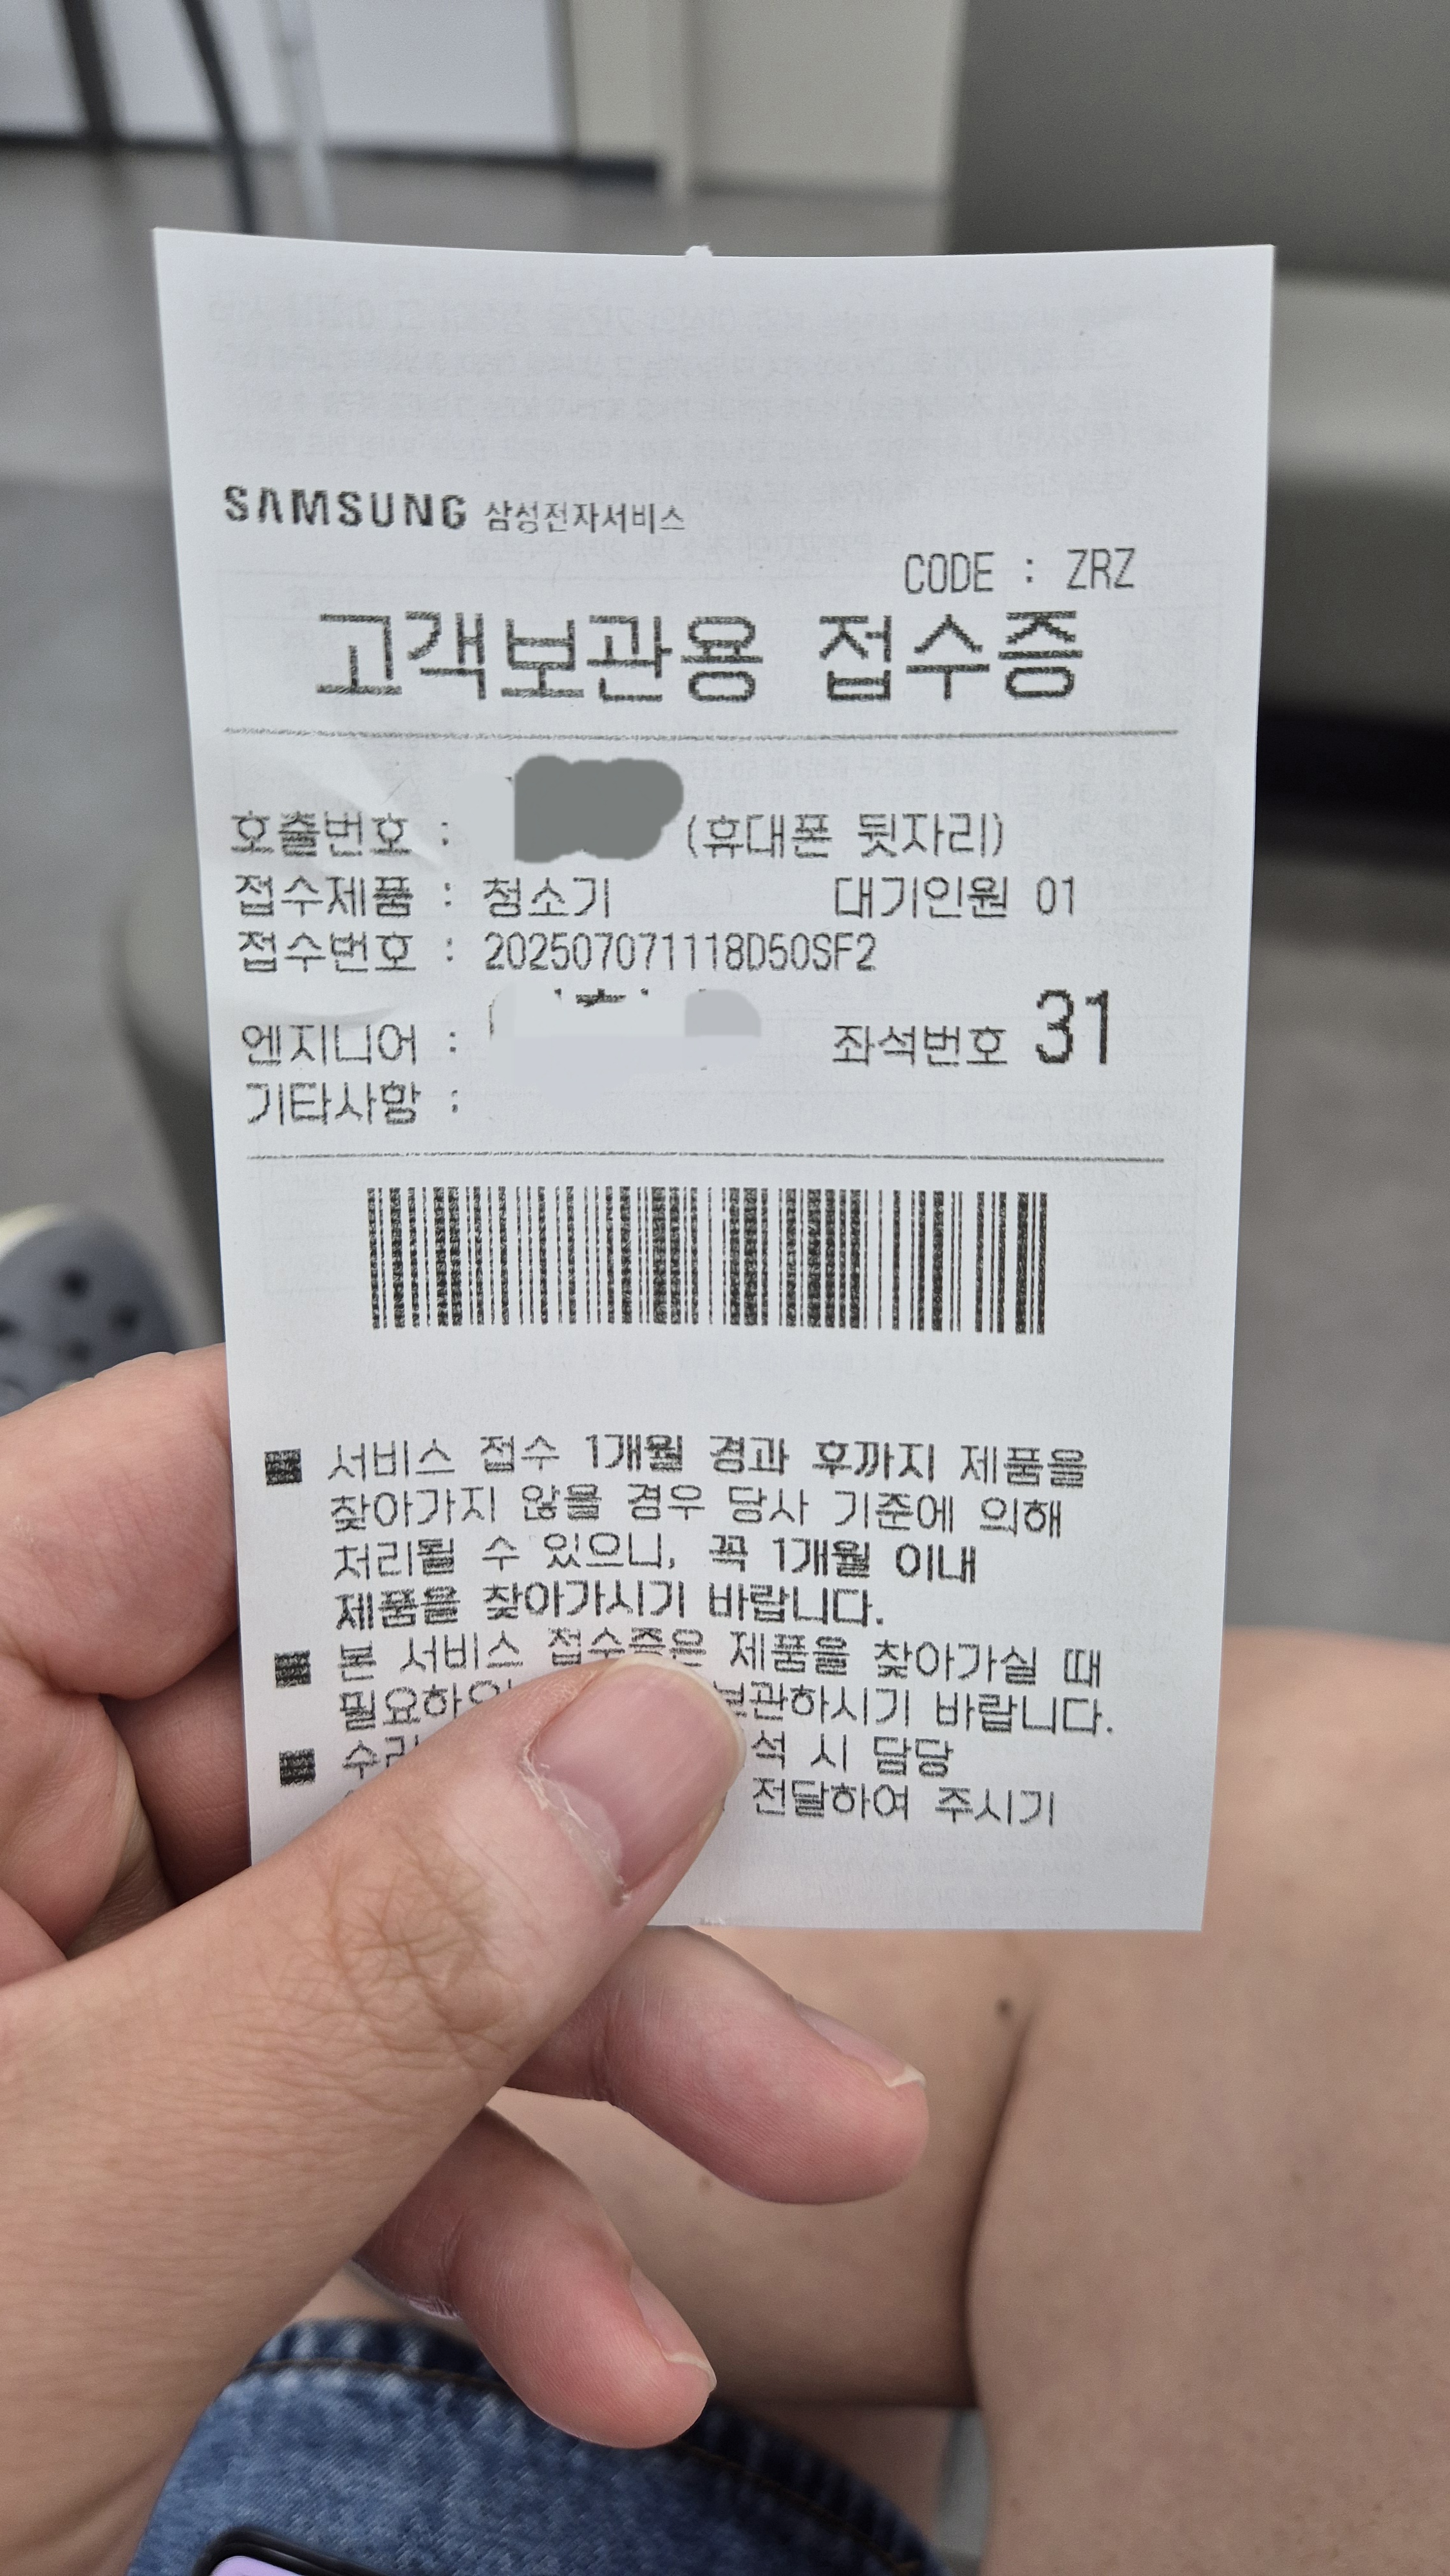 SAMSUNG 삼성전자서비스
CODE : ZRZ
고객보관용 접수증
호출번호 : (휴대폰 뒷자리)
접수제품 : 청소기 대기인원 01
접수번호 : 202507071118D50SF2
엔지니어 : 좌석번호 31
기타사항 :
■ 서비스 접수 1개월 경과 후까지 제품을
찾아가지 않을 경우 당사 기준에 의해
처리될 수 있으니, 꼭 1개월 이내
제품을 찾아가시기 바랍니다.
■ 본 서비스 접수증은 제품을 찾아가실 때
보관하시기 바랍니다.
■ 석 시 담당
전달하여 주시기